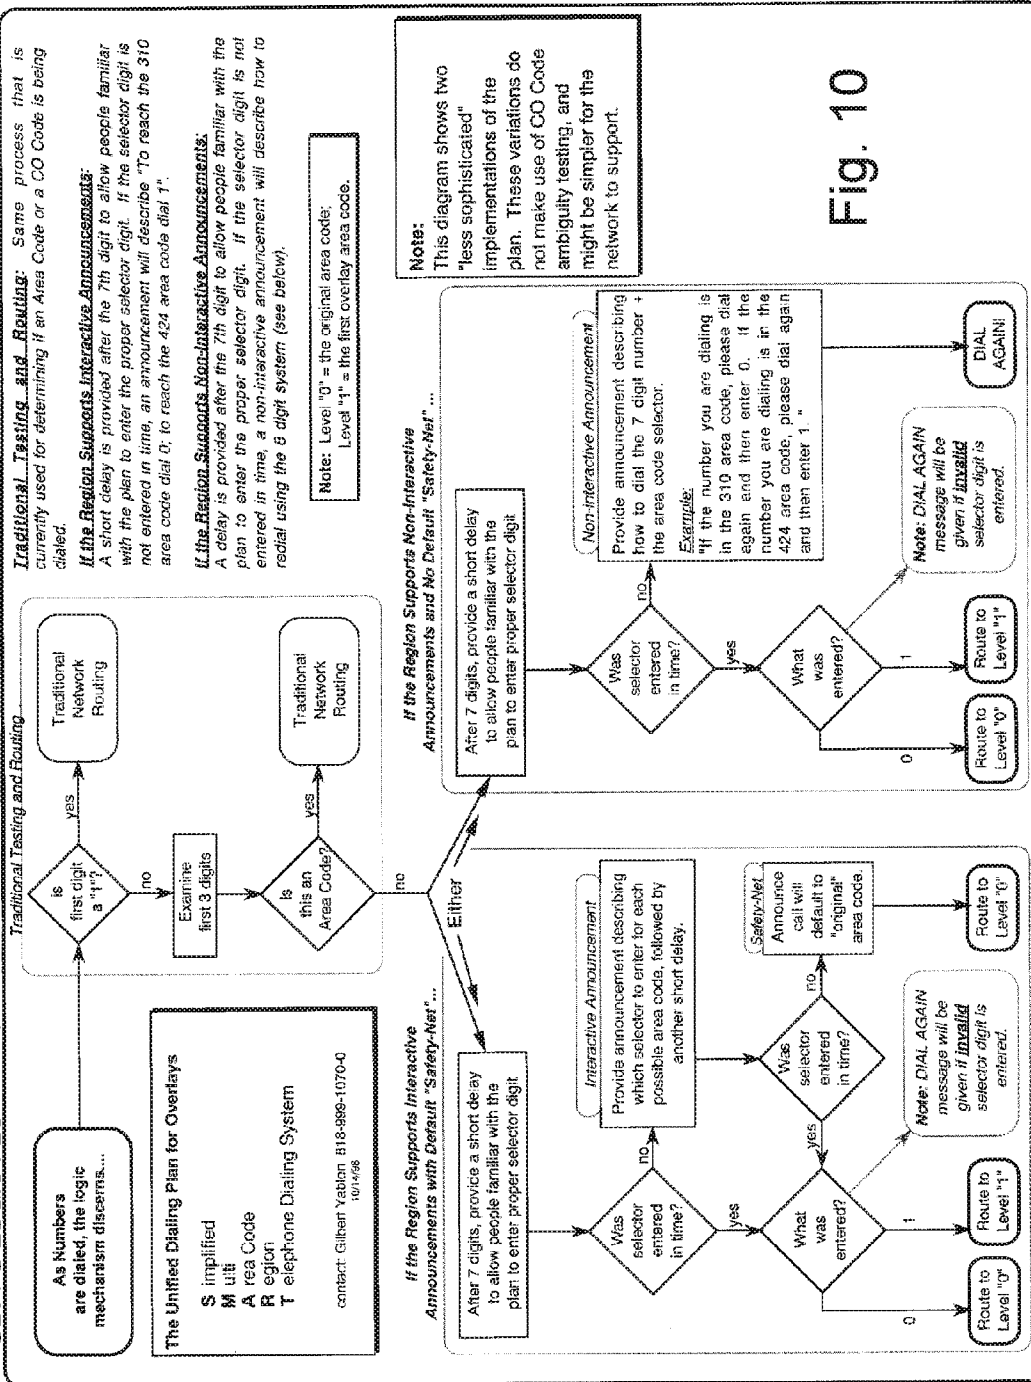 As Numbers
are dialed, the logic
mechanism discerns...
The Unified Dialing Plan for Overlays
S implified
M ulti
A rea Code
R egion
T elephone Dialing System
contact: Gilbert Yablon 818-999-1070-0
10/14/96
Traditional Testing and Routing
is
first digit
a "1"?
yes
Traditional
Network
Routing
no
Examine
first 3 digits
Is
this an
Area Code?
yes
Traditional
Network
Routing
no
Either
Traditional Testing and Routing: Same process that is
currently used for determining if an Area Code or a CO Code is being
dialed.
If the Region Supports Interactive Announcements:
A short delay is provided after the 7th digit to allow people familiar
with the plan to enter the proper selector digit. If the selector digit is
not entered in time, an announcement will describe "To reach the 310
area code dial 0; to reach the 424 area code dial 1".
If the Region Supports Non-Interactive Announcements:
A delay is provided after the 7th digit to allow people familiar with the
plan to enter the proper selector digit. If the selector digit is not
entered in time, a non-interactive announcement will describe how to
redial using the 8 digit system (see below).
Note: Level "0" = the original area code;
Level "1" = the first overlay area code.
If the Region Supports Interactive
Announcements with Default "Safety-Net"...
After 7 digits, provide a short delay
to allow people familiar with the
plan to enter proper selector digit
Was
selector
entered
in time?
no
Interactive Announcement
Provide announcement describing
which selector to enter for each
possible area code, followed by
another short delay.
yes
Was
selector
entered
in time?
no
Safety-Net
Announce
call will
default to
"original"
area code.
yes
What
was
entered?
Note: DIAL AGAIN
message will be
given if invalid
selector digit is
entered.
0
1
Route to
Level "0"
Route to
Level "1"
Route to
Level "0"
If the Region Supports Non-Interactive
Announcements and No Default "Safety-Net"...
After 7 digits, provide a short delay
to allow people familiar with the
plan to enter proper selector digit
Was
selector
entered
in time?
no
Non-interactive Announcement
Provide announcement describing
how to dial the 7 digit number +
the area code selector.
Example:
"If the number you are dialing is
in the 310 area code, please dial
again and then enter 0. If the
number you are dialing is in the
424 area code, please dial again
and then enter 1."
yes
What
was
entered?
Note: DIAL AGAIN
message will be
given if invalid
selector digit is
entered.
0
1
Route to
Level "0"
Route to
Level "1"
DIAL
AGAIN!
Note:
This diagram shows two
"less sophisticated"
implementations of the
plan. These variations do
not make use of CO Code
ambiguity testing, and
might be simpler for the
network to support.
Fig. 10